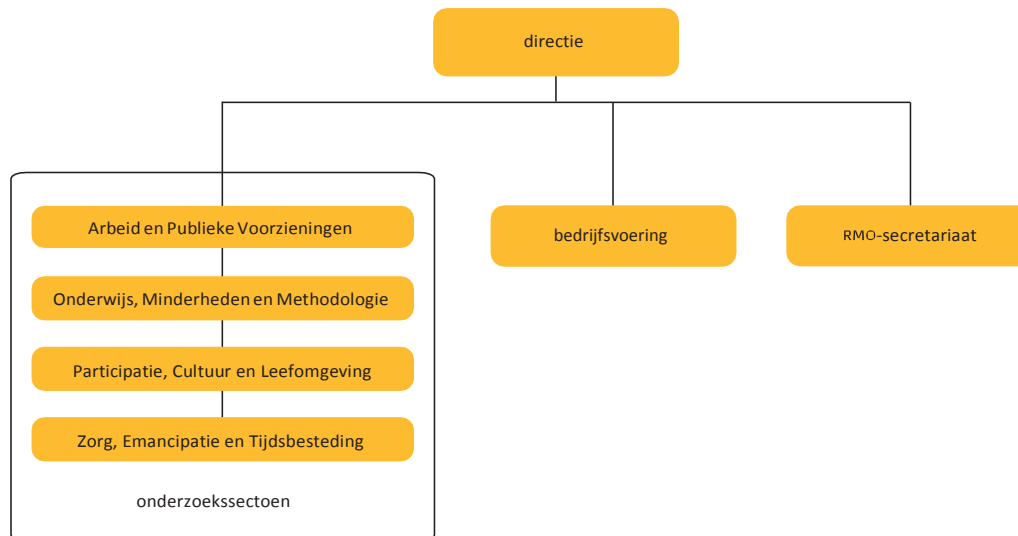 directie
Arbeid en Publieke Voorzieningen
bedrijfsvoering
RMO-secretariaat
Onderwijs, Minderheden en Methodologie
Participatie, Cultuur en Leefomgeving
Zorg, Emancipatie en Tijdsbesteding
onderzoekssectoen